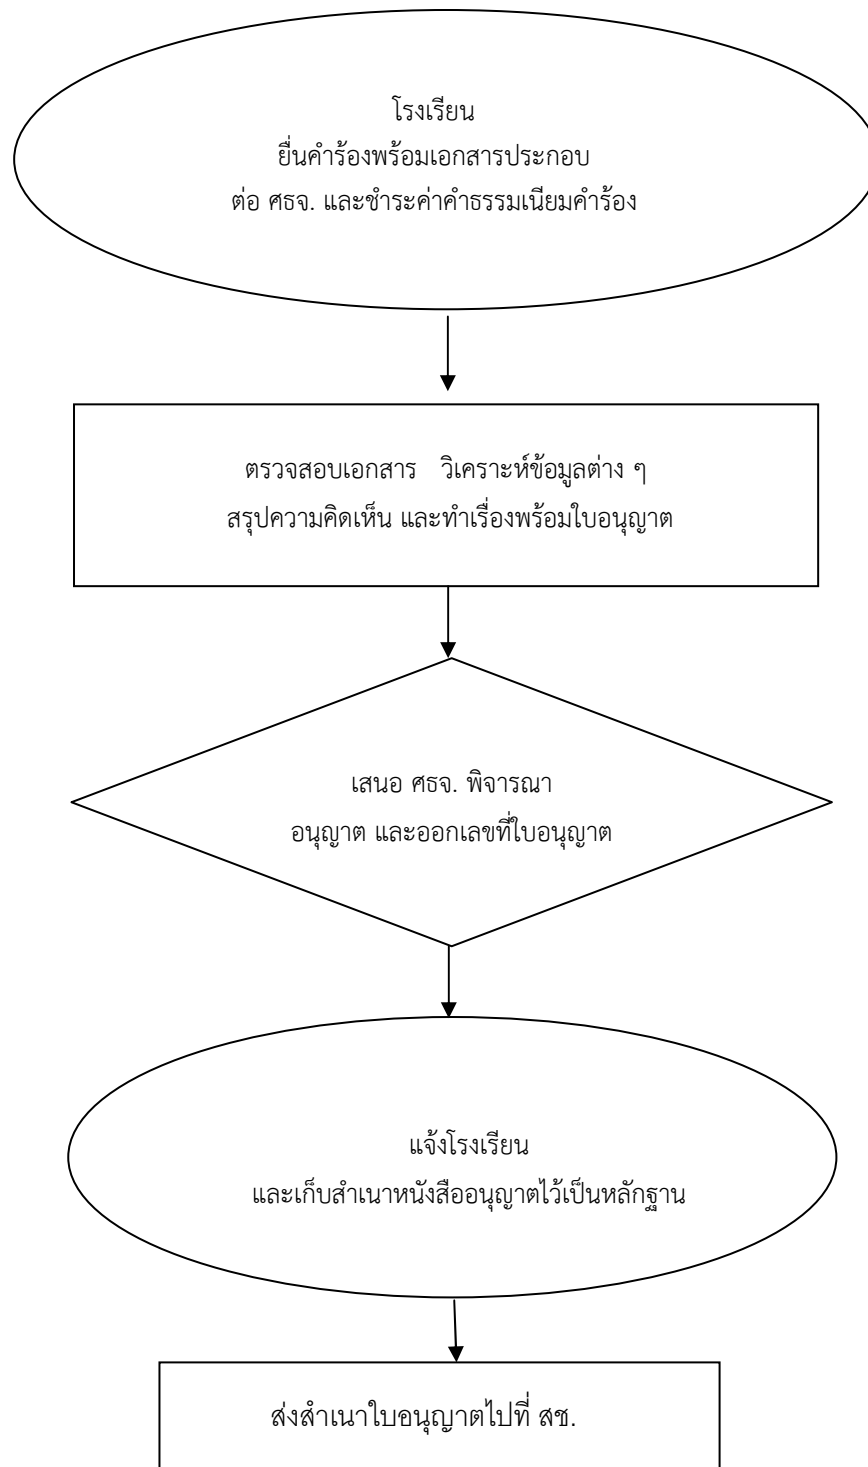 โรงเรียน
ยื่นคำร้องพร้อมเอกสารประกอบ
ต่อ ศธจ. และชำระค่าคำธรรมเนียมคำร้อง
ตรวจสอบเอกสาร วิเคราะห์ข้อมูลต่าง ๆ
สรุปความคิดเห็น และทำเรื่องพร้อมใบอนุญาต
เสนอ ศธจ. พิจารณา
อนุญาต และออกเลขที่ใบอนุญาต
แจ้งโรงเรียน
และเก็บสำเนาหนังสืออนุญาตไว้เป็นหลักฐาน
ส่งสำเนาใบอนุญาตไปที่ สช.